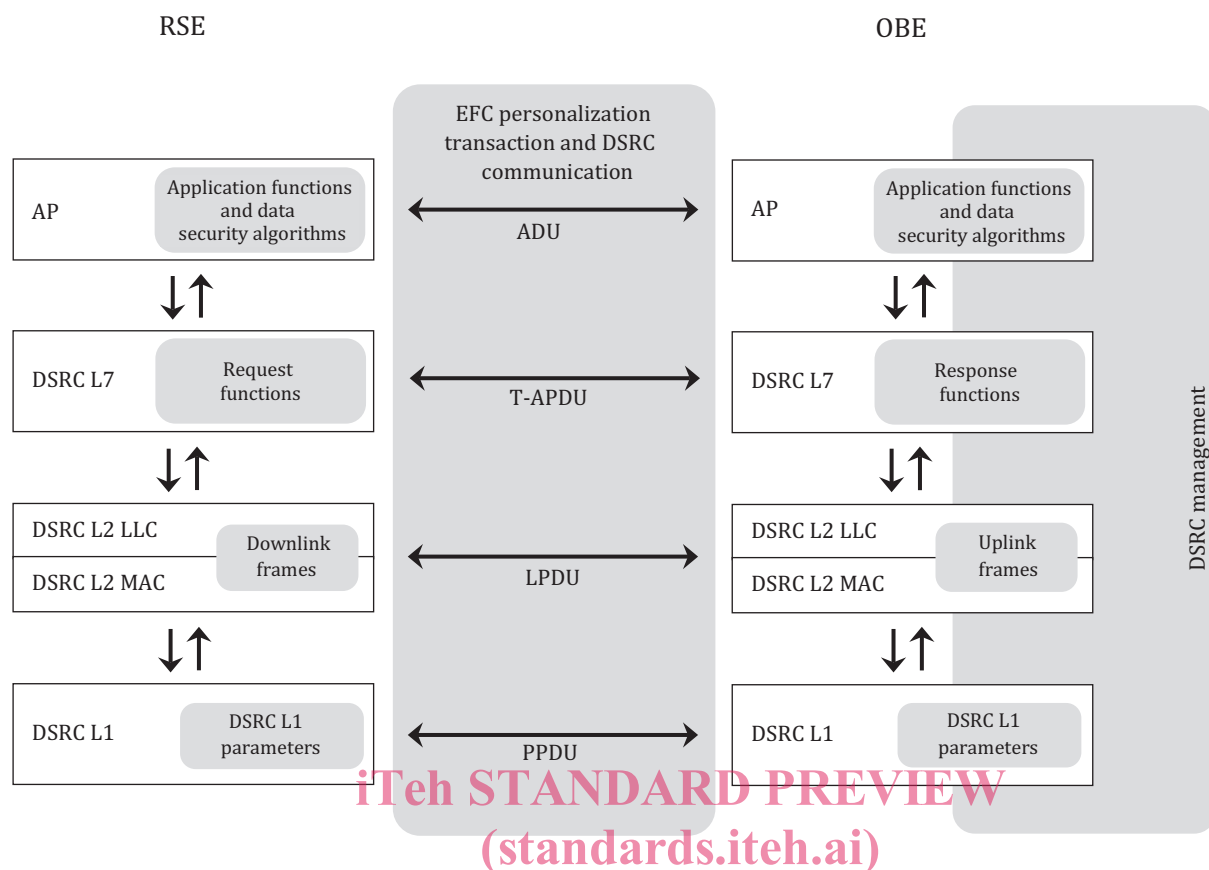 RSE
OBE
EFC personalization
transaction and DSRC
communication
AP
Application functions
and data
security algorithms
ADU
AP
Application functions
and data
security algorithms
DSRC L7
Request
functions
T-APDU
DSRC L7
Response
functions
DSRC management
DSRC L2 LLC
DSRC L2 MAC
Downlink
frames
LPDU
DSRC L2 LLC
DSRC L2 MAC
Uplink
frames
DSRC L1
DSRC L1
parameters
PPDU
DSRC L1
DSRC L1
parameters
iTeh STANDARD PREVIEW
(standards.iteh.ai)